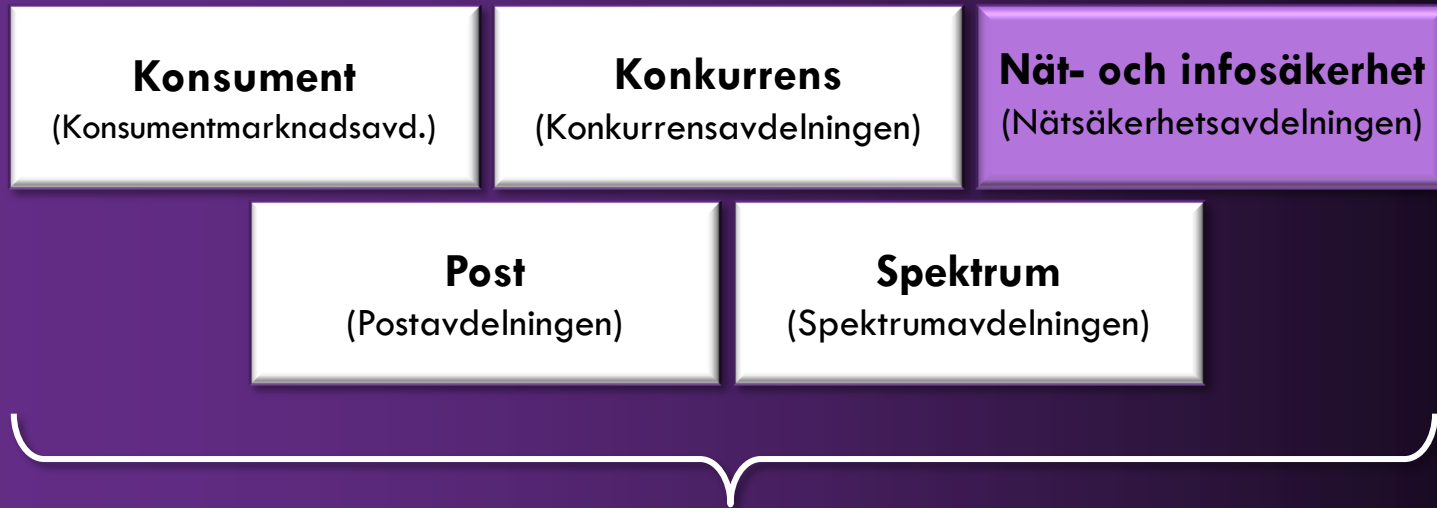 Konsument
(Konsumentmarknadsavd.)
Konkurrens
(Konkurrensavdelningen)
Nät- och infosäkerhet
(Nätsäkerhetsavdelningen)
Post
(Postavdelningen)
Spektrum
(Spektrumavdelningen)